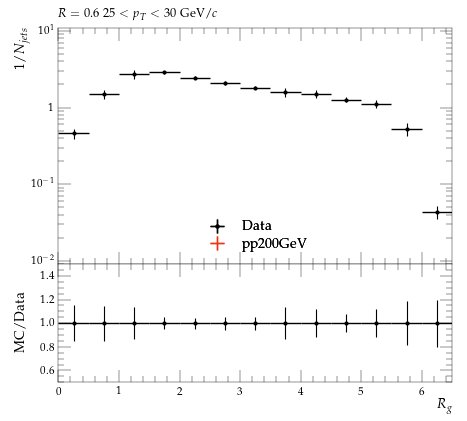 R = 0.6 25 < p_T < 30 GeV/c
1/N_jets
10^1
1
10^−1
10^−2
Data
pp200GeV
MC/Data
1.4
1.2
1.0
0.8
0.6
0 1 2 3 4 5 6
R_g